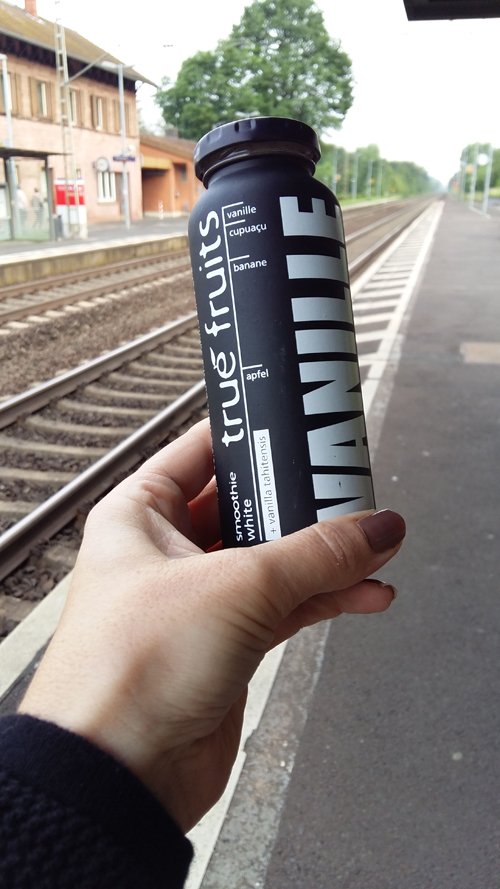 true fruits
vanille
cupuaçu
banane
apfel
smoothie
white
+ vanilla tahitensis
VANILLE